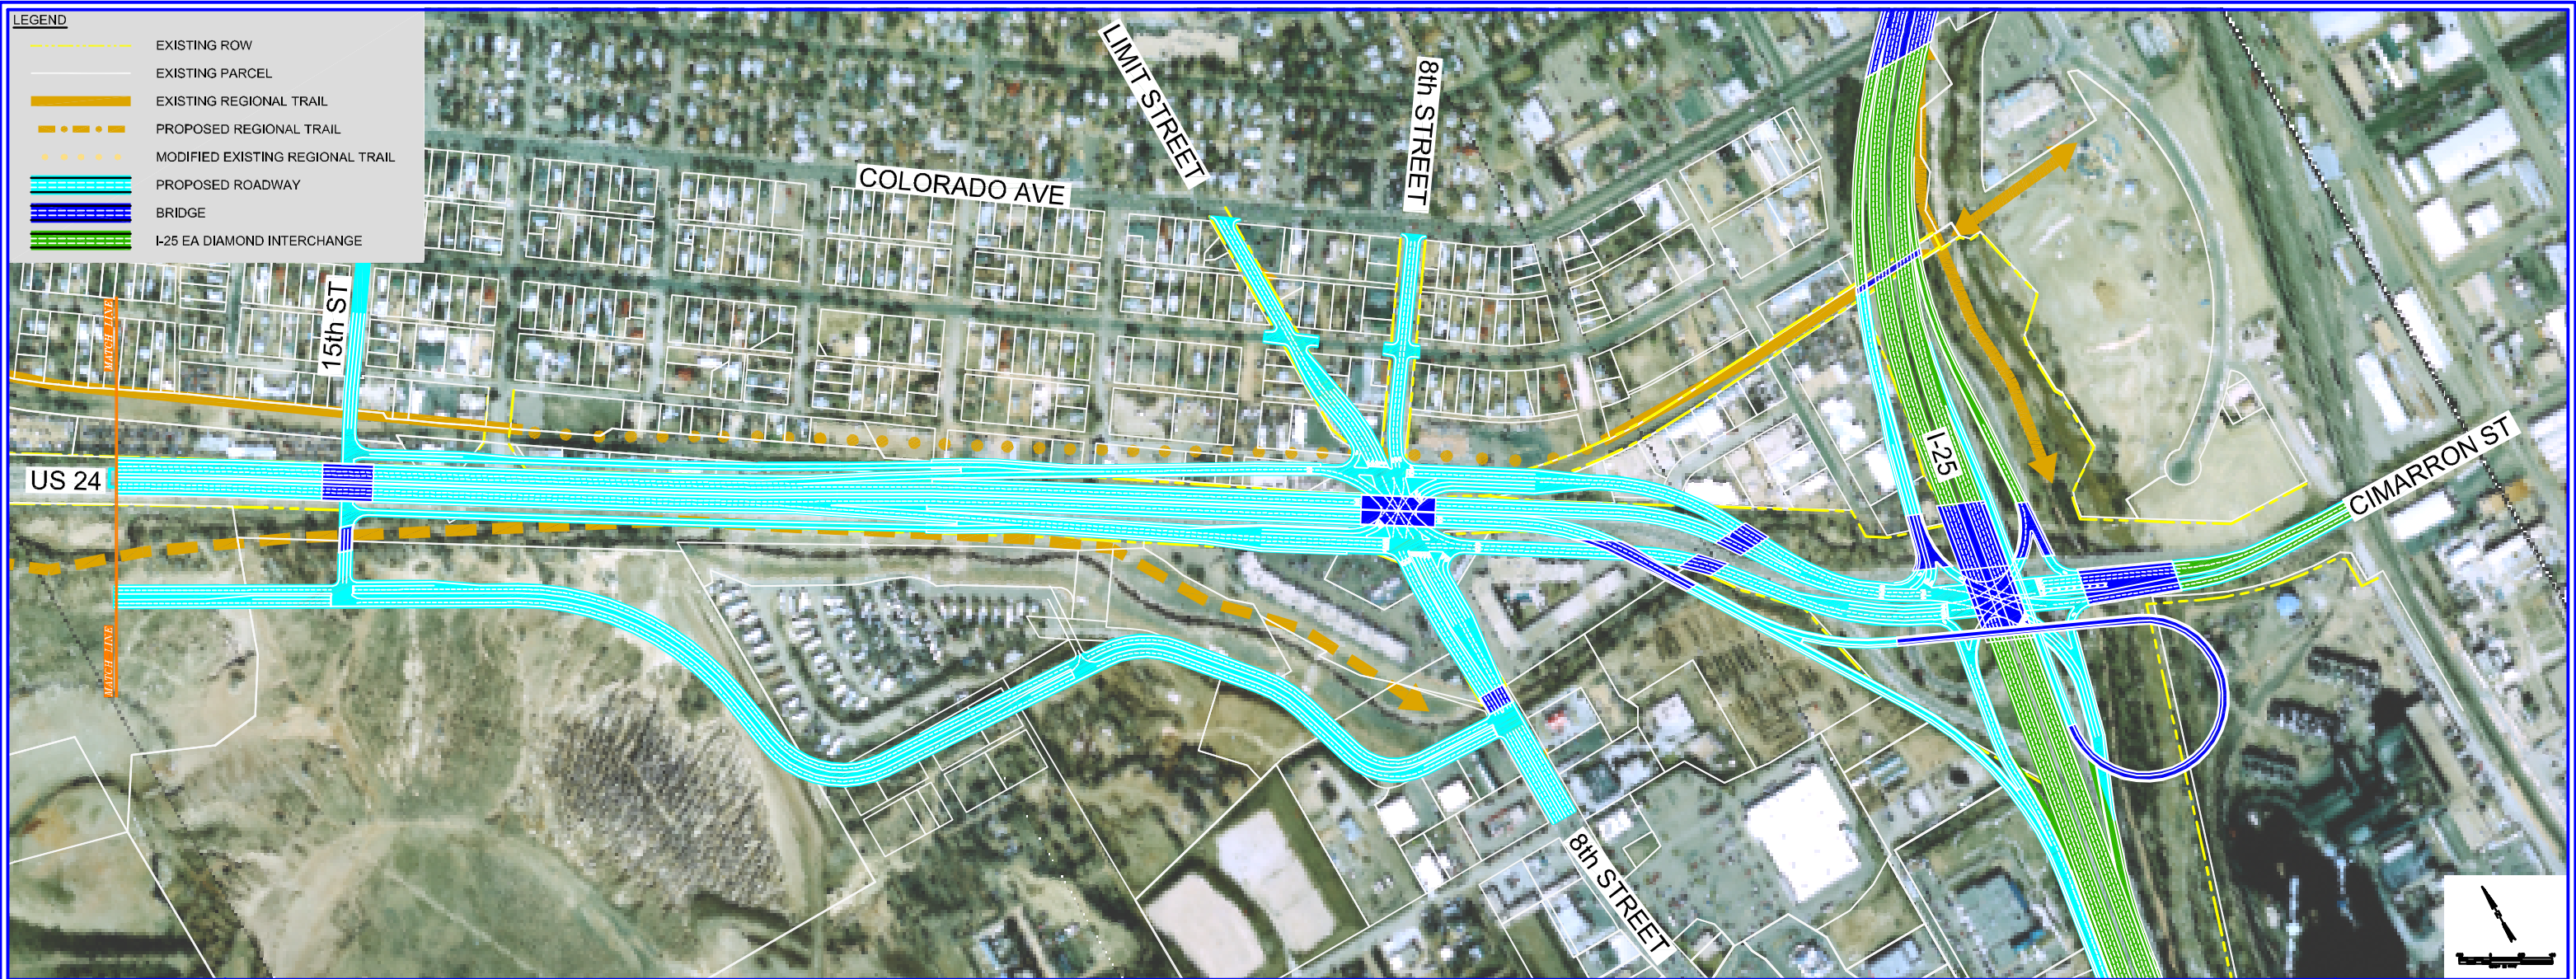 LEGEND
EXISTING ROW
EXISTING PARCEL
EXISTING REGIONAL TRAIL
PROPOSED REGIONAL TRAIL
MODIFIED EXISTING REGIONAL TRAIL
PROPOSED ROADWAY
BRIDGE
I-25 EA DIAMOND INTERCHANGE
LIMIT STREET
8th STREET
COLORADO AVE
15th ST
MATCH LINE
US 24
I-25
CIMARRON ST
MATCH LINE
8th STREET